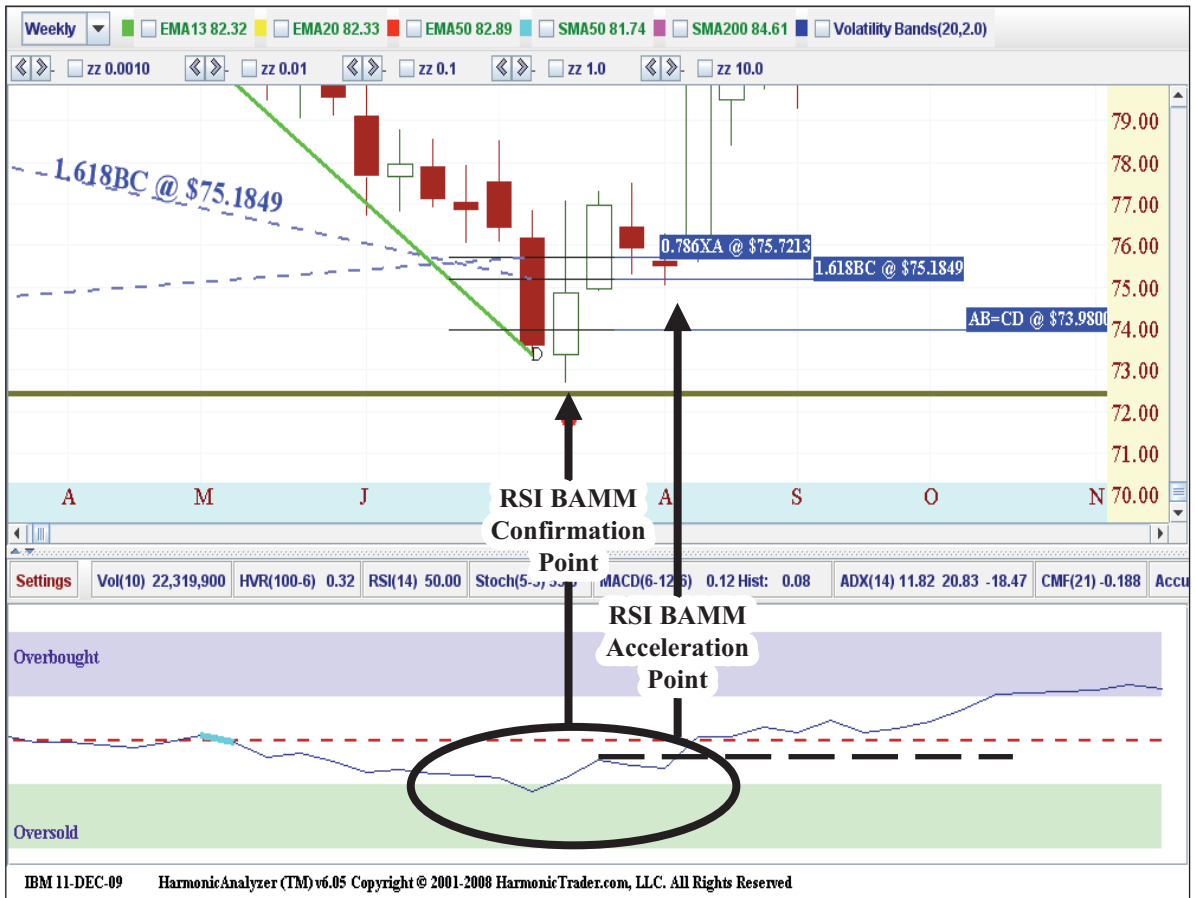 Weekly EMA13 82.32 EMA20 82.33 EMA50 82.89 SMA50 81.74 SMA200 84.61 Volatility Bands(20,2.0)
zz 0.0010 zz 0.01 zz 0.1 zz 1.0 zz 10.0
79.00
78.00
1.618BC @ $75.1849
77.00
0.786XA @ $75.7213
76.00
1.618BC @ $75.1849
75.00
AB=CD @ $73.9800
74.00
D
73.00
72.00
71.00
A M J A S O N 70.00
RSI BAMM
Confirmation
Point
Settings Vol(10) 22,319,900 HVR(100-6) 0.32 RSI(14) 50.00 MACD(6-12-6) 0.12 Hist: 0.08 ADX(14) 11.82 20.83 -18.47 CMF(21) -0.188 Accu
RSI BAMM
Acceleration
Point
Overbought
Oversold
IBM 11-DEC-09 HarmonicAnalyzer (TM) v6.05 Copyright © 2001-2008 HarmonicTrader.com, LLC. All Rights Reserved